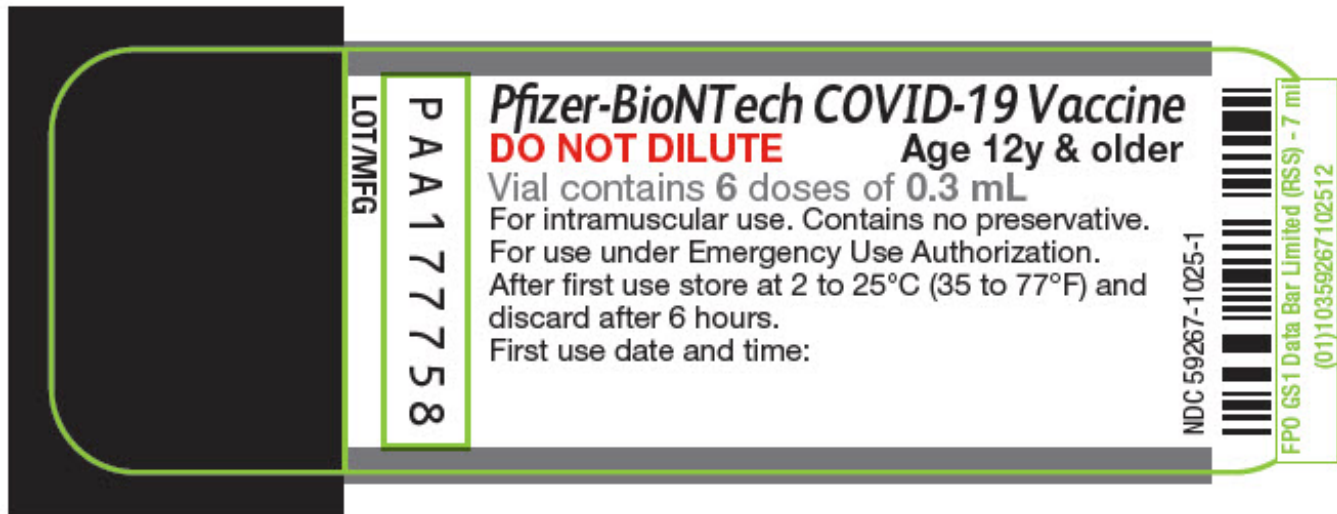 LOT/MFG
PAA177758
Pfizer-BioNTech COVID-19 Vaccine
DO NOT DILUTE Age 12y & older
Vial contains 6 doses of 0.3 mL
For intramuscular use. Contains no preservative.
For use under Emergency Use Authorization.
After first use store at 2 to 25°C (35 to 77°F) and
discard after 6 hours.
First use date and time:
NDC 59267-1025-1
FPO GS1 Data Bar Limited (RSS) - 7 mil
(01)10359267102512